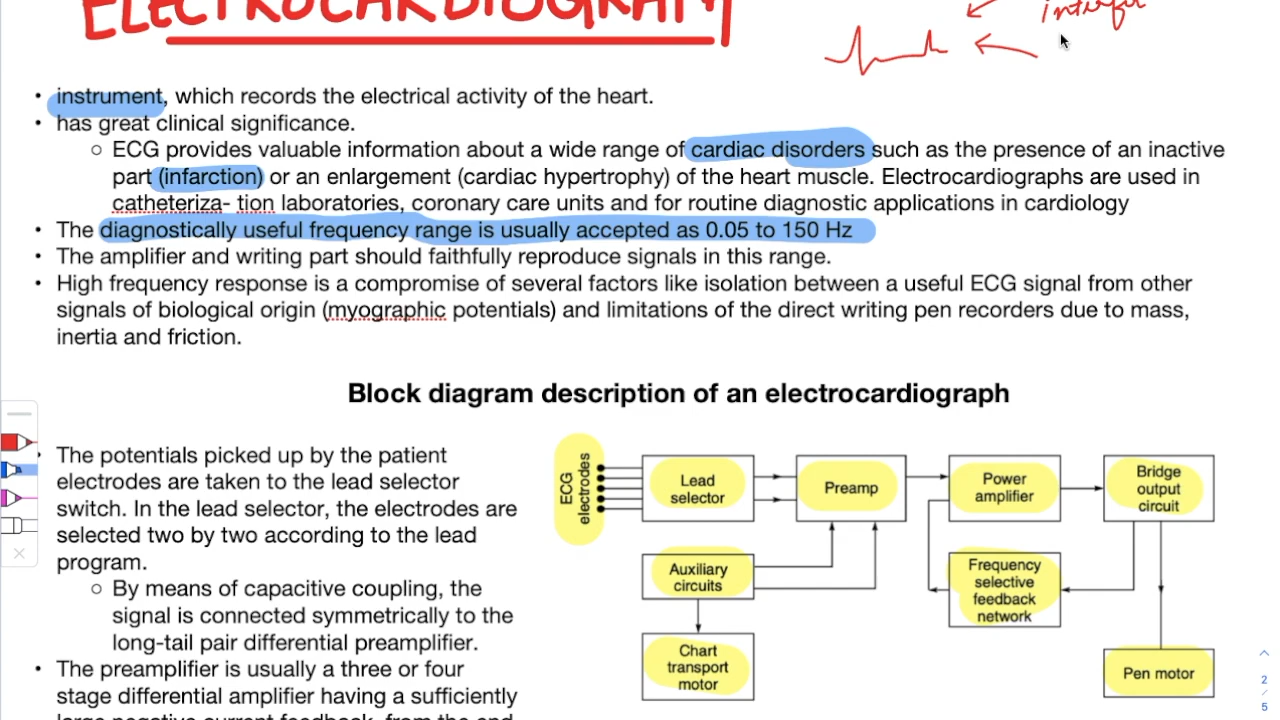 ELECTROCARDIOGRAM
• instrument, which records the electrical activity of the heart.
• has great clinical significance.
ECG provides valuable information about a wide range of cardiac disorders such as the presence of an inactive
part (infarction) or an enlargement (cardiac hypertrophy) of the heart muscle. Electrocardiographs are used in
catheteriza- tion laboratories, coronary care units and for routine diagnostic applications in cardiology
• The diagnostically useful frequency range is usually accepted as 0.05 to 150 Hz
• The amplifier and writing part should faithfully reproduce signals in this range.
• High frequency response is a compromise of several factors like isolation between a useful ECG signal from other
signals of biological origin (myographic potentials) and limitations of the direct writing pen recorders due to mass,
inertia and friction.
Block diagram description of an electrocardiograph
The potentials picked up by the patient
electrodes are taken to the lead selector
switch. In the lead selector, the electrodes are
selected two by two according to the lead
program.
By means of capacitive coupling, the
signal is connected symmetrically to the
long-tail pair differential preamplifier.
• The preamplifier is usually a three or four
stage differential amplifier having a sufficiently
large negative current feedback, from the end
ECG
electrodes
Lead
selector
Preamp
Power
amplifier
Bridge
output
circuit
Auxiliary
circuits
Frequency
selective
feedback
network
Chart
transport
motor
Pen motor
2
/
5